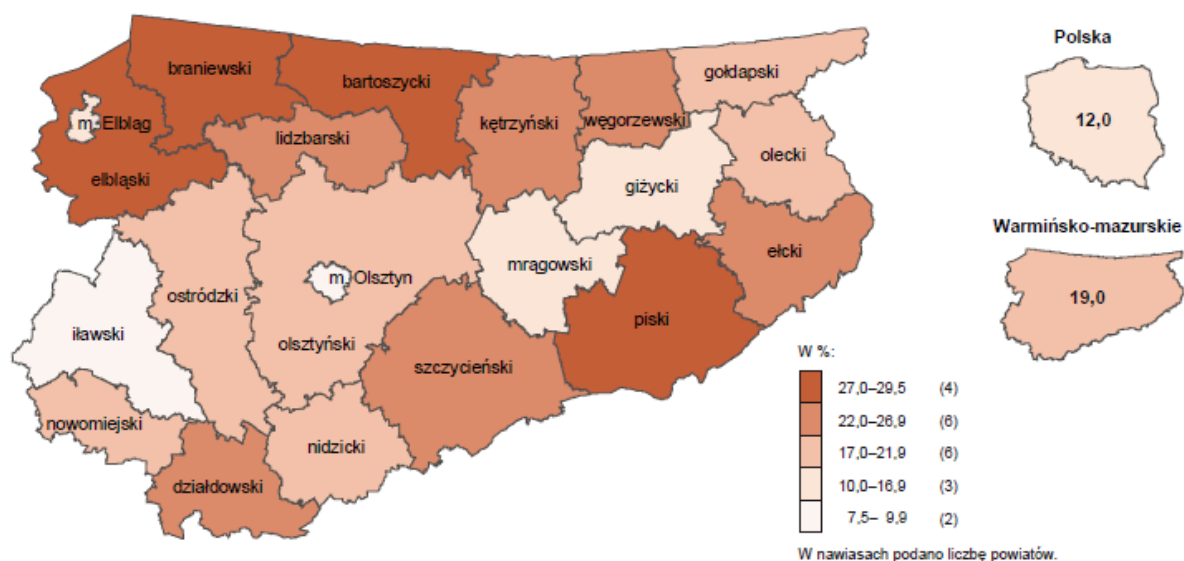 braniewski
bartoszycki
gołdapski
m. Elbląg
lidzbarski
kętrzyński
węgorzewski
elbląski
olecki
giżycki
ełcki
mrągowski
m. Olsztyn
ostródzki
iławski
piski
olsztyński
szczycieński
nowomiejski
nidzicki
działdowski
Polska
12,0
Warmińsko-mazurskie
19,0
W %:
27,0–29,5 (4)
22,0–26,9 (6)
17,0–21,9 (6)
10,0–16,9 (3)
7,5– 9,9 (2)
W nawiasach podano liczbę powiatów.